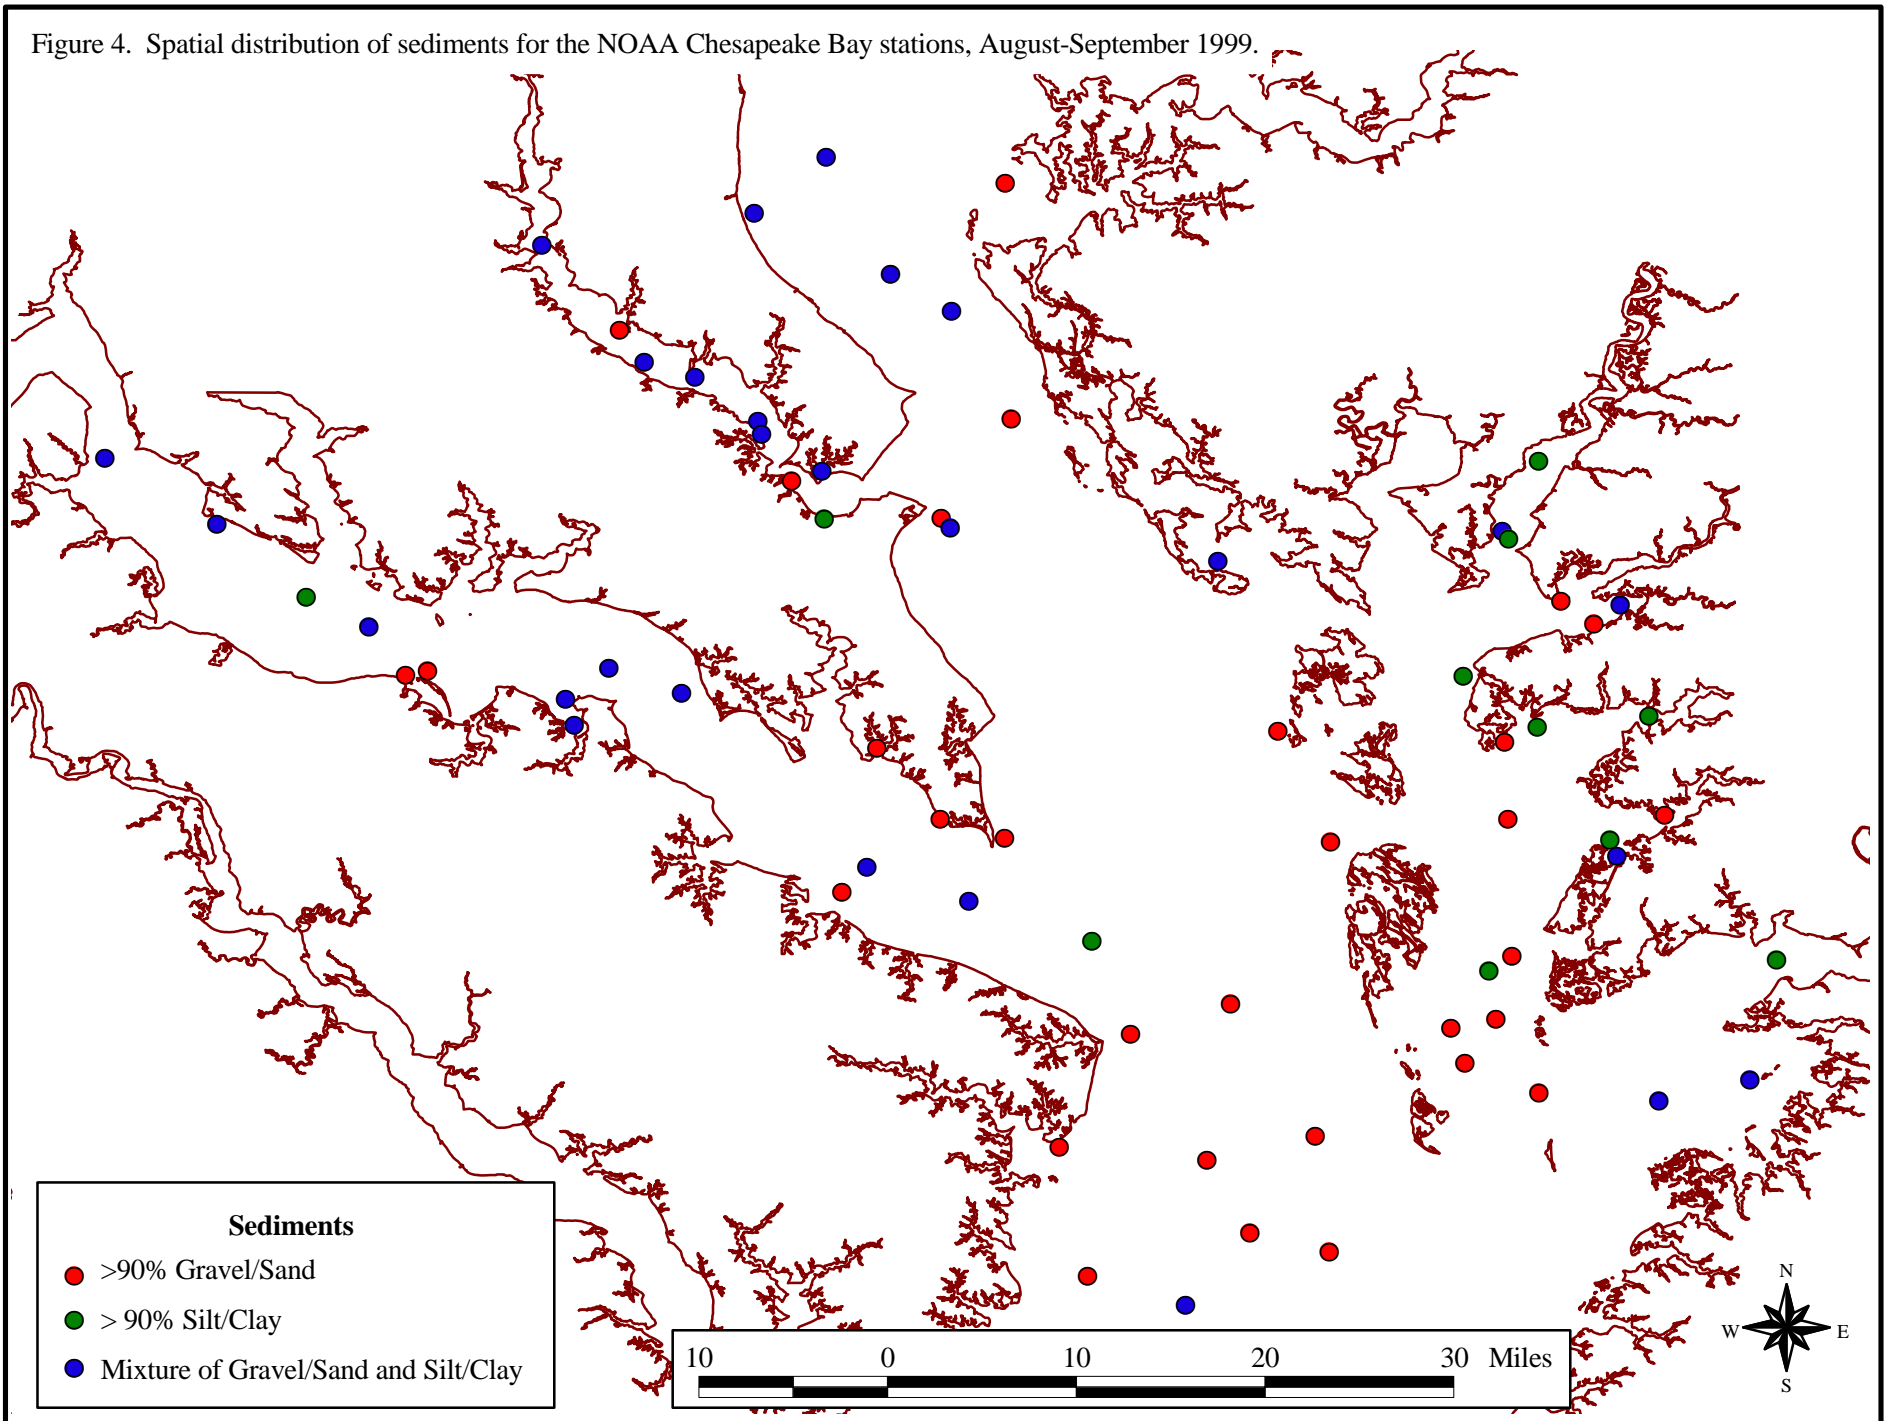 Figure 4.  Spatial distribution of sediments for the NOAA Chesapeake Bay stations, August-September 1999.
Sediments
>90% Gravel/Sand
> 90% Silt/Clay
Mixture of Gravel/Sand and Silt/Clay
10 0 10 20 30 Miles
N
W E
S